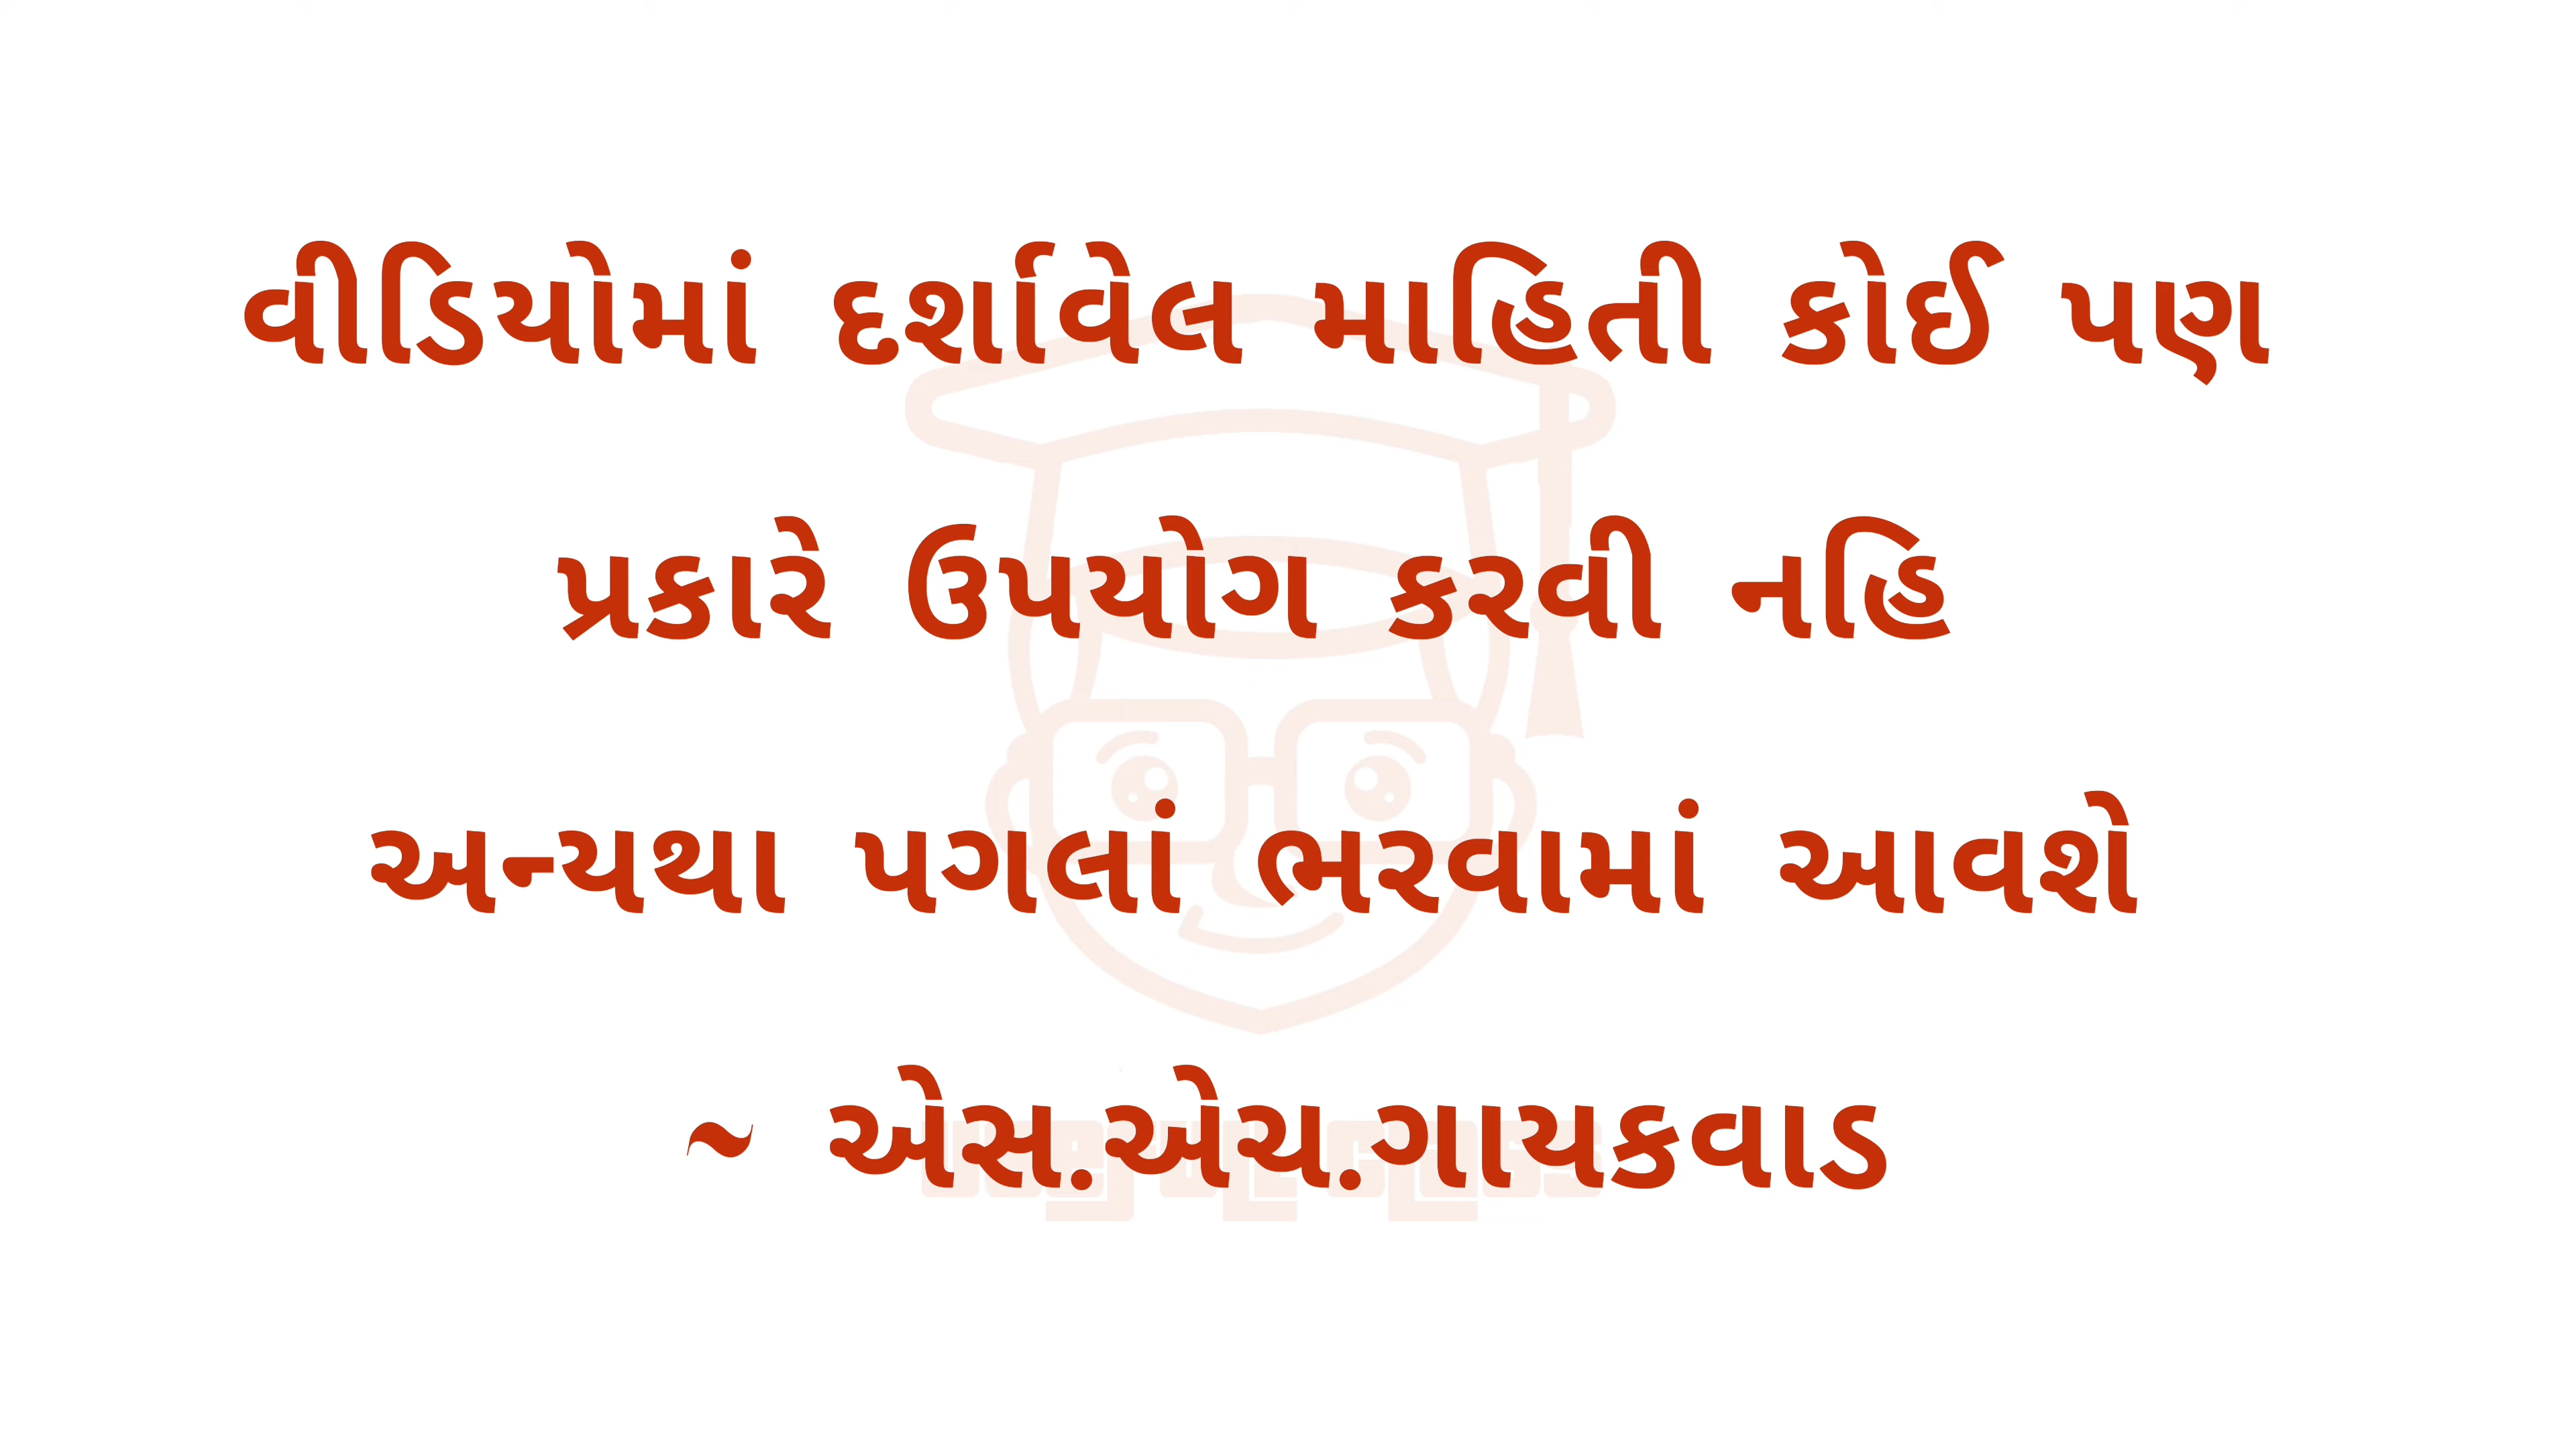 વીડિયોમાં દર્શાવેલ માહિતી કોઈ પણ
પ્રકારે ઉપયોગ કરવી નહિ
અન્યથા પગલાં ભરવામાં આવશે
~ એસ.એચ.ગાયકવાડ